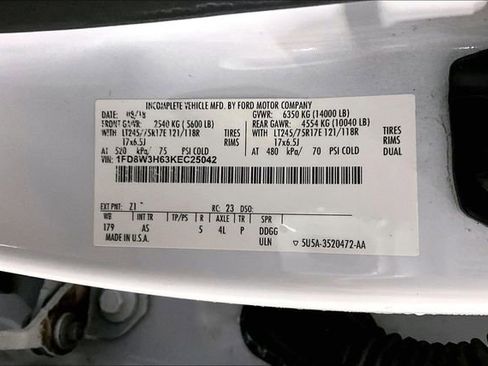 INCOMPLETE VEHICLE MFD. BY FORD MOTOR COMPANY
DATE: 09/18 GVWR: 6350 KG (14000 LB)
FRONT GAWR: 2540 KG (5600 LB) REAR GAWR: 4554 KG (10040 LB)
WITH LT245/75R17E 121/118R TIRES WITH LT245/75R17E 121/118R TIRES
17x6.5J RIMS 17x6.5J RIMS
AT 520 kPa/ 75 PSI COLD AT 480 kPa/ 70 PSI COLD DUAL
VIN: 1FD8W3H63KEC25042
EXT PNT: Z1 RC: 23 DSO:
WB INT TR TP/PS R AXLE TR SPR
179 AS 5 4L P DDGG
ULN ▽ 5U5A-3520472-AA